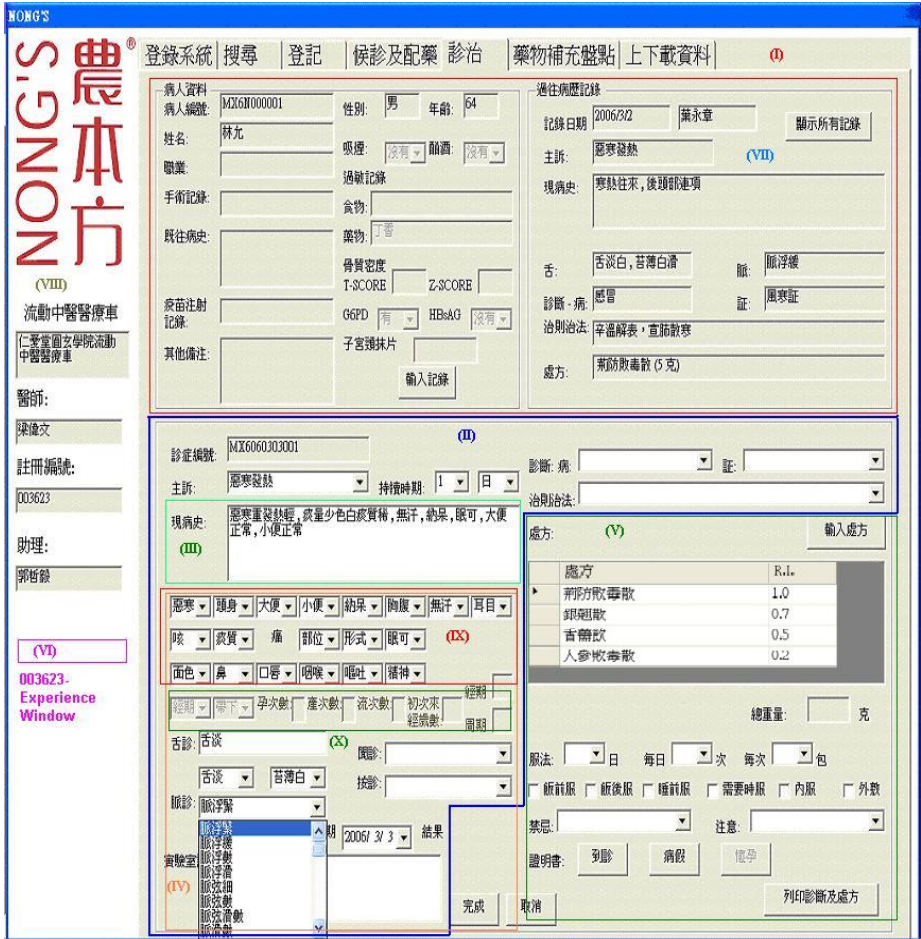 NONG'S
NONG'S 農本方®
登錄系統 搜尋 登記 候診及配藥 診治 藥物補充盤點 上下載資料 (I)
病人資料
病人編號: MX6N000001 性別: 男 年齡: 64
姓名: 林允
吸煙: 沒有 酗酒: 沒有
職業:
過敏記錄
手術記錄: 食物:
既往病史: 藥物: 丁香
骨質密度
T-SCORE Z-SCORE
疫苗注射記錄: G6PD 有 HBsAG 沒有
子宮頸抹片
其他備注:
輸入記錄
過往病歷記錄
記錄日期 2006/3/2 葉永章 顯示所有記錄
主訴: 惡寒發熱 (VII)
現病史: 寒熱往來,後頭部連項
舌: 舌淡白,苔薄白滑 脈: 脈浮緩
診斷 - 病: 感冒 証: 風寒証
治則治法: 辛溫解表，宣肺散寒
處方: 荊防敗毒散 (5 克)
(VIII)
流動中醫醫療車
仁愛堂圓玄學院流動
中醫醫療車
醫師:
梁偉文
註冊編號:
003623
助理:
郭哲毅
(VI)
003623-
Experience
Window
(II)
診症編號: MX6060303001
主訴: 惡寒發熱 持續時期: 1 日
現病史: 惡寒重發熱輕,痰量少色白痰質稀,無汗,納呆,眠可,大便
正常,小便正常
(III)
惡寒 頭身 大便 小便 納呆 胸腹 無汗 耳目
咳 痰質 痛 部位 形式 眠可 (IX)
面色 鼻 口唇 咽喉 嘔吐 精神
經期 帶下 孕次數: 產次數: 流次數: 初次來經歲數: 經期 周期
舌診: 舌淡 (X) 聞診:
舌淡 苔薄白 按診:
脈診: 脈浮緊
脈浮緊
脈浮緩
脈浮數
脈浮滑
脈弦細
脈弦數
脈弦滑數
脈滑數
期 2006/ 3/ 3 結果
實驗室
(IV)
完成 取消
診斷: 病: 証:
治則治法:
處方: (V) 輸入處方
處方 R.I.
荊防敗毒散 1.0
銀翹散 0.7
香薷飲 0.5
人參敗毒散 0.2
總重量: 克
服法: 日 每日 次 每次 包
飯前服 飯後服 睡前服 需要時服 內服 外敷
禁忌: 注意:
證明書: 到診 病假 懷孕
列印診斷及處方